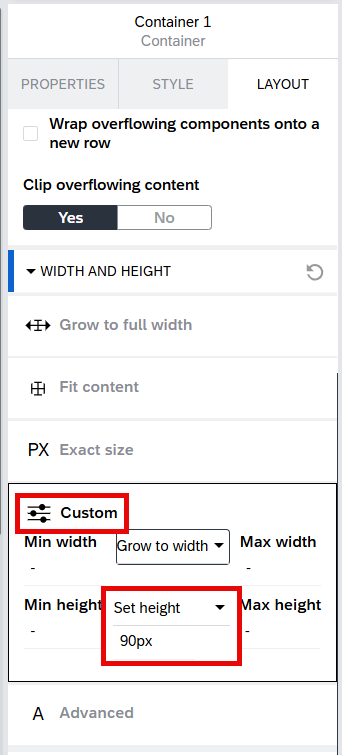 Container 1
Container
PROPERTIES STYLE LAYOUT
Wrap overflowing components onto a
new row
Clip overflowing content
Yes No
WIDTH AND HEIGHT
Grow to full width
Fit content
PX Exact size
Custom
Min width Grow to width Max width
- -
Min height Set height Max height
- 90px -
A Advanced